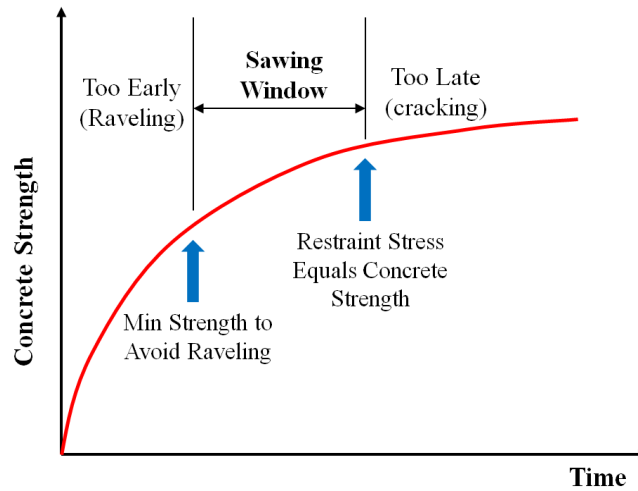 Sawing
Window
Too Early
(Raveling)
Too Late
(cracking)
Concrete Strength
Restraint Stress
Equals Concrete
Strength
Min Strength to
Avoid Raveling
Time